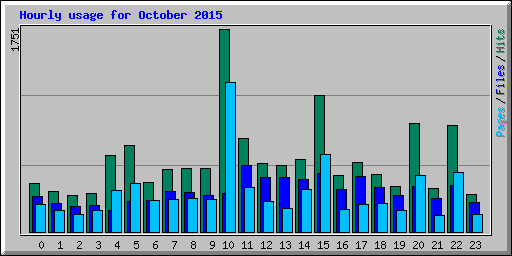 Hourly usage for October 2015
1751
Pages/Files/Hits
0 1 2 3 4 5 6 7 8 9 10 11 12 13 14 15 16 17 18 19 20 21 22 23